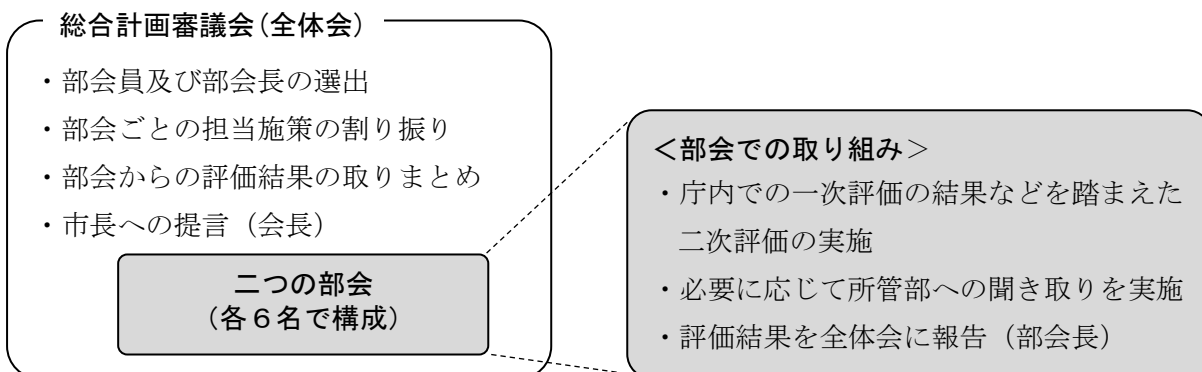 総合計画審議会（全体会）
・部会員及び部会長の選出
・部会ごとの担当施策の割り振り
・部会からの評価結果の取りまとめ
・市長への提言（会長）
二つの部会
（各６名で構成）
＜部会での取り組み＞
・庁内での一次評価の結果などを踏まえた
二次評価の実施
・必要に応じて所管部への聞き取りを実施
・評価結果を全体会に報告（部会長）